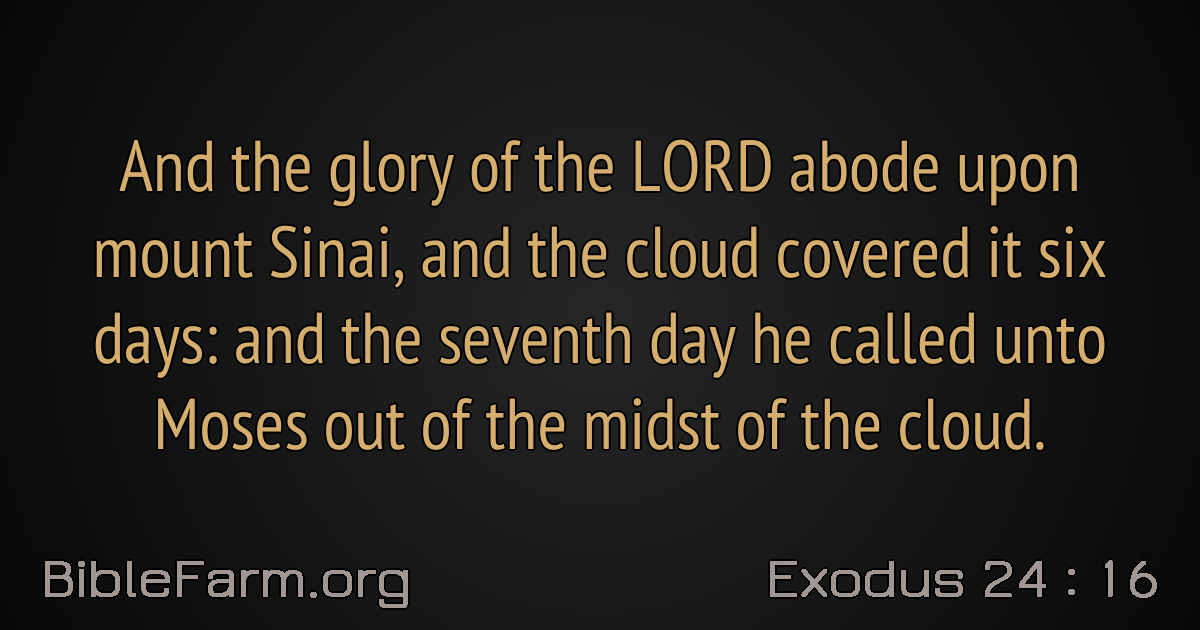 And the glory of the LORD abode upon
mount Sinai, and the cloud covered it six
days: and the seventh day he called unto
Moses out of the midst of the cloud.
BibleFarm.org
Exodus 24 : 16